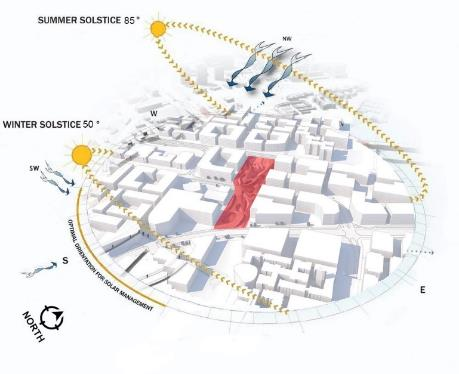 SUMMER SOLSTICE 85°
NW
WINTER SOLSTICE 50°
W
SW
S
E
OPTIMAL ORIENTATION FOR SOLAR MANAGEMENT
NORTH